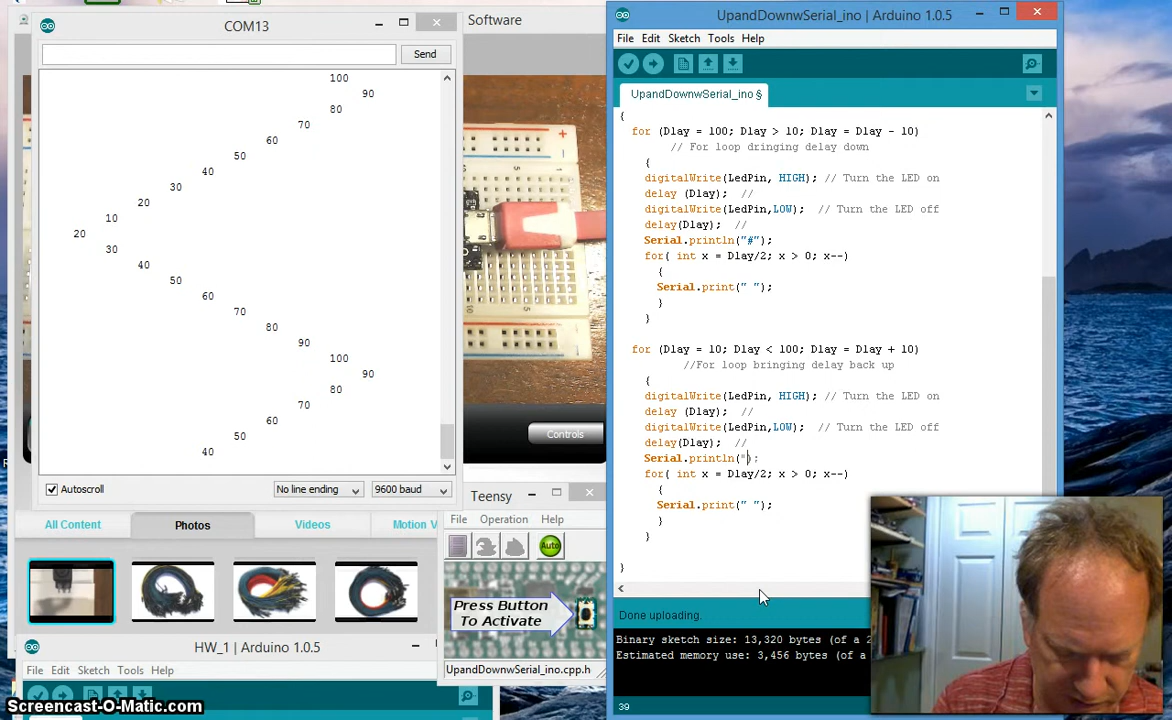 COM13
Send
100
90
80
70
60
50
40
30
20
10
20
30
40
50
60
70
80
90
100
90
80
70
60
50
40
Autoscroll
No line ending
9600 baud
Software
Controls
All Content
Photos
Videos
Motion V
Teensy
File Operation Help
Auto
Press Button
To Activate
UpandDownwSerial_ino.cpp.h
HW_1 | Arduino 1.0.5
File Edit Sketch Tools Help
Screencast-O-Matic.com
UpandDownwSerial_ino | Arduino 1.0.5
File Edit Sketch Tools Help
UpandDownwSerial_ino §
{
for (Dlay = 100; Dlay > 10; Dlay = Dlay - 10)
// For loop dringing delay down
{
digitalWrite(LedPin, HIGH); // Turn the LED on
delay (Dlay); //
digitalWrite(LedPin,LOW); // Turn the LED off
delay(Dlay); //
Serial.println("#");
for( int x = Dlay/2; x > 0; x--)
{
Serial.print(" ");
}
}
for (Dlay = 10; Dlay < 100; Dlay = Dlay + 10)
//For loop bringing delay back up
{
digitalWrite(LedPin, HIGH); // Turn the LED on
delay (Dlay); //
digitalWrite(LedPin,LOW); // Turn the LED off
delay(Dlay); //
Serial.println(");
for( int x = Dlay/2; x > 0; x--)
{
Serial.print(" ");
}
}
}
Done uploading.
Binary sketch size: 13,320 bytes (of a
Estimated memory use: 3,456 bytes (of a
39